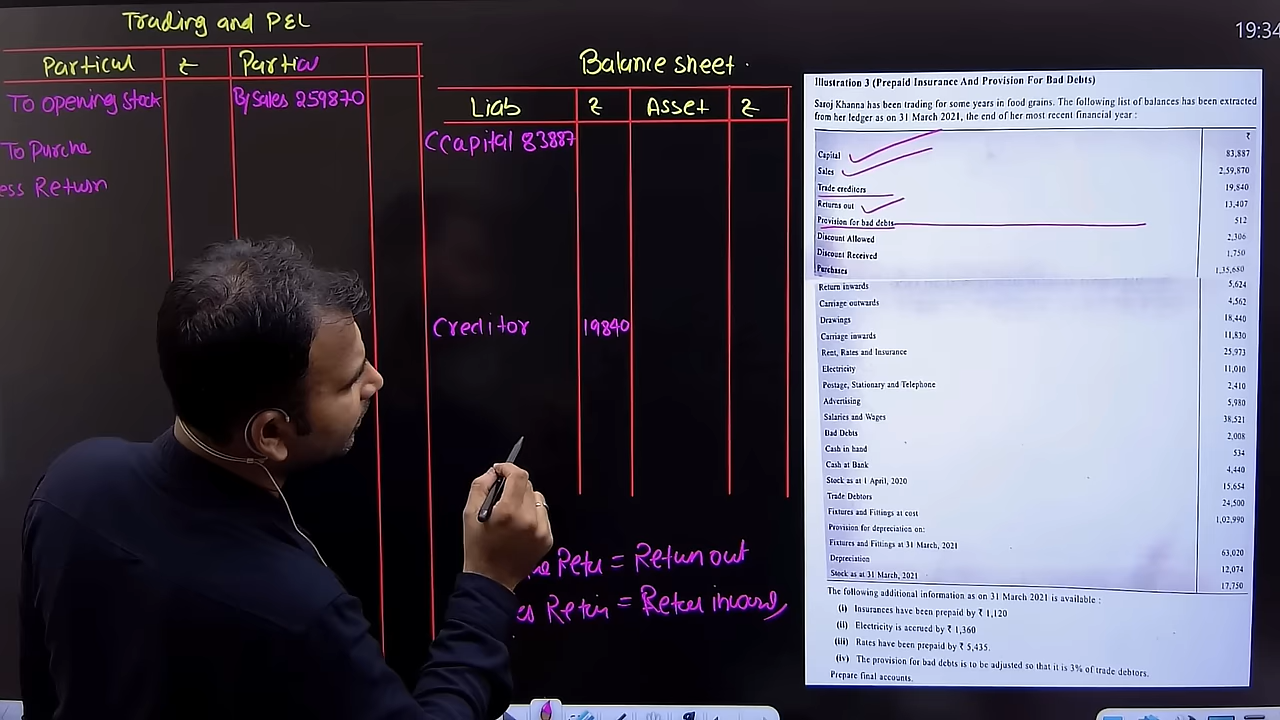 19:34
Trading and P&L
Particul ₹ Partical
To opening stock By Sales 259870
To Purche
ess Return
Balance sheet.
Liab ₹ Asset ₹
Capital 83887
Creditor 19840
Retu = Return out
Retur = Retur inward,
Illustration 3 (Prepaid Insurance And Provision For Bad Debts)
Saroj Khanna has been trading for some years in food grains. The following list of balances has been extracted
from her ledger as on 31 March 2021, the end of her most recent financial year :
₹
Capital 83,887
Sales 2,59,870
Trade creditors 19,840
Returns out 13,407
Provision for bad debts 512
Discount Allowed 2,306
Discount Received 1,750
Purchases 1,35,680
Return inwards 5,624
Carriage outwards 4,562
Drawings 18,440
Carriage inwards 11,830
Rent, Rates and Insurance 25,973
Electricity 11,010
Postage, Stationary and Telephone 2,410
Advertising 5,980
Salaries and Wages 38,521
Bad Debts 2,008
Cash in hand 534
Cash at Bank 4,440
Stock as at 1 April, 2020 15,654
Trade Debtors 24,500
Fixtures and Fittings at cost 1,02,990
Provision for depreciation on:
Fixtures and Fittings at 31 March, 2021 63,020
Depreciation 12,074
Stock as at 31 March, 2021 17,750
The following additional information as on 31 March 2021 is available :
(i) Insurances have been prepaid by ₹ 1,120
(ii) Electricity is accrued by ₹ 1,360
(iii) Rates have been prepaid by ₹ 5,435.
(iv) The provision for bad debts is to be adjusted so that it is 3% of trade debtors.
Prepare final accounts.